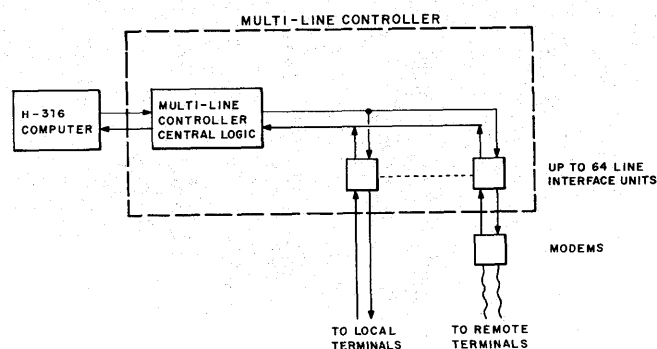 MULTI-LINE CONTROLLER
H-316
COMPUTER
MULTI-LINE
CONTROLLER
CENTRAL LOGIC
UP TO 64 LINE
INTERFACE UNITS
MODEMS
TO LOCAL
TERMINALS
TO REMOTE
TERMINALS